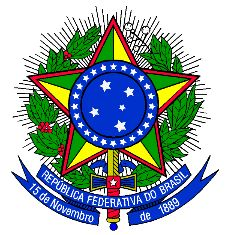 REPÚBLICA FEDERATIVA DO BRASIL
15 de Novembro de 1889